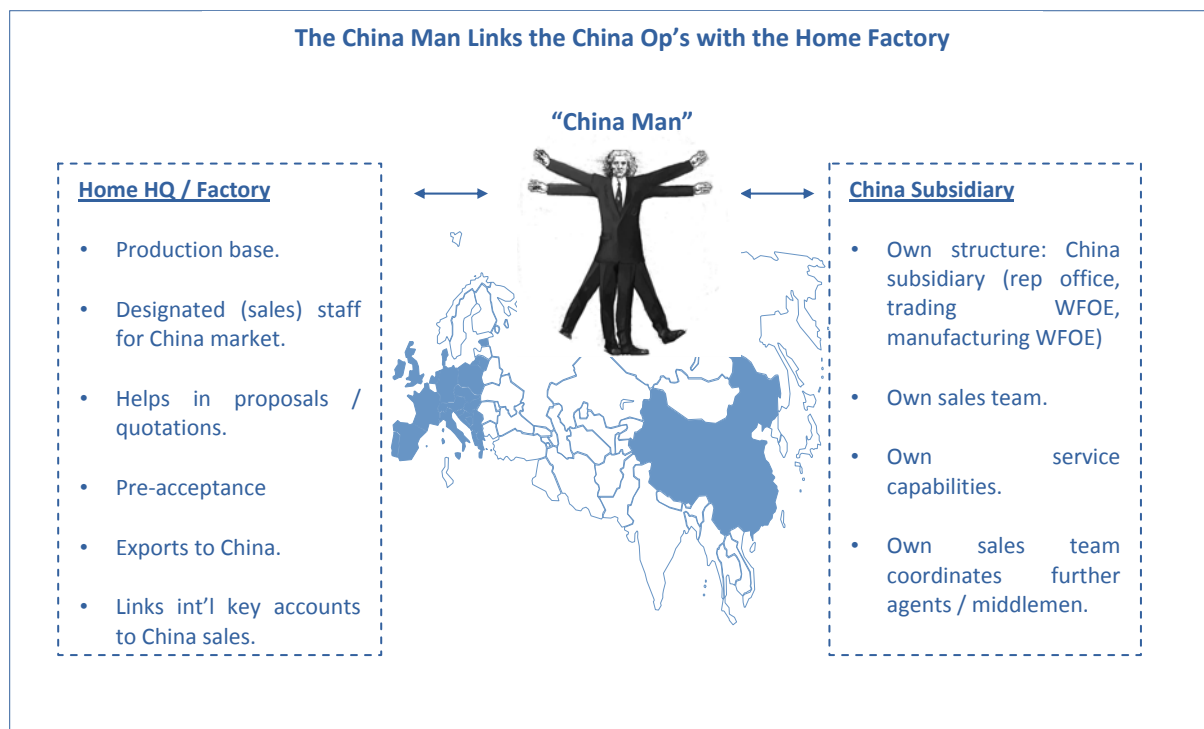 The China Man Links the China Op's with the Home Factory
“China Man”
Home HQ / Factory
• Production base.
• Designated (sales) staff
for China market.
• Helps in proposals /
quotations.
• Pre-acceptance
• Exports to China.
• Links int'l key accounts
to China sales.
China Subsidiary
• Own structure: China
subsidiary (rep office,
trading WFOE,
manufacturing WFOE)
• Own sales team.
• Own service
capabilities.
• Own sales team
coordinates further
agents / middlemen.